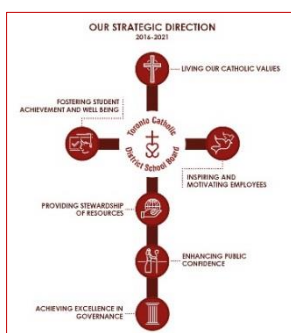 OUR STRATEGIC DIRECTION
2016-2021
LIVING OUR CATHOLIC VALUES
FOSTERING STUDENT
ACHIEVEMENT AND WELL BEING
Toronto Catholic
District School Board
INSPIRING AND
MOTIVATING EMPLOYEES
PROVIDING STEWARDSHIP
OF RESOURCES
ENHANCING PUBLIC
CONFIDENCE
ACHIEVING EXCELLENCE IN
GOVERNANCE